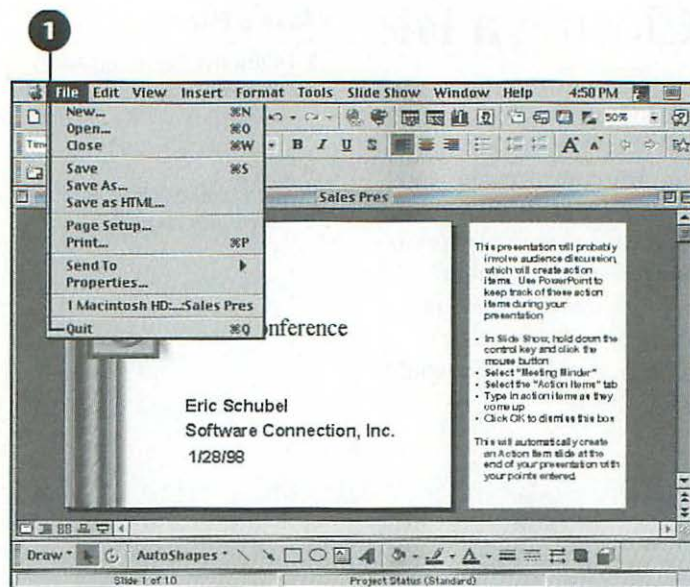 1
File Edit View Insert Format Tools Slide Show Window Help 4:50 PM
New... ⌘N
Open... ⌘O
Close ⌘W
Save ⌘S
Save As...
Save as HTML...
Page Setup...
Print... ⌘P
Send To
Properties...
1 Macintosh HD:...:Sales Pres
Quit ⌘Q
50%
B I U S
A A
Sales Pres
nference
Eric Schubel
Software Connection, Inc.
1/28/98
This presentation will probably
involve audience discussion,
which will create action
items. Use PowerPoint to
keep track of these action
items during your
presentation
• In Slide Show, hold down the
control key and click the
mouse button
• Select "Meeting Minder"
• Select the "Action Items" tab
• Type in action items as they
come up
• Click OK to dismiss this box
This will automatically create
an Action Item slide at the
end of your presentation with
your points entered.
Draw AutoShapes
Slide 1 of 10 Project Status (Standard)